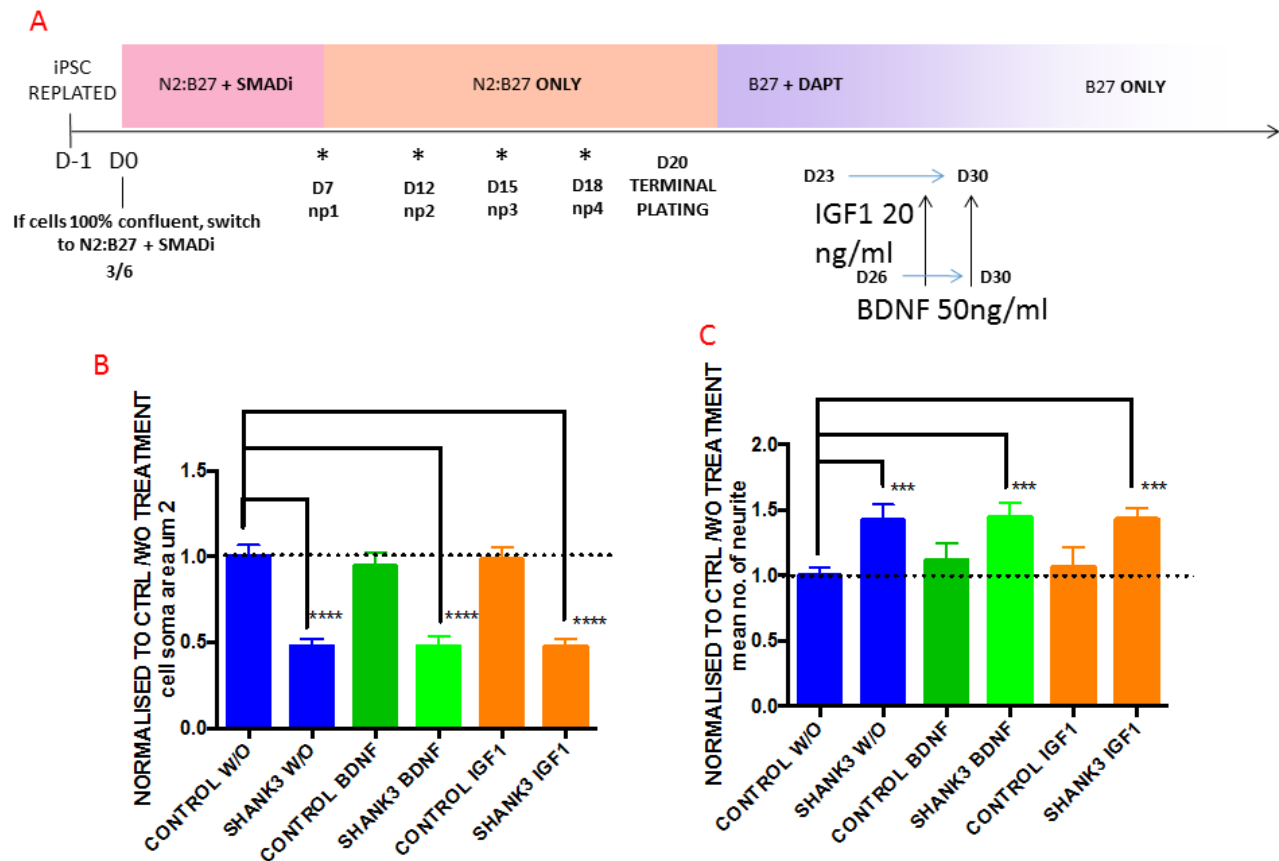 A
iPSC
REPLATED
N2:B27 + SMADi
N2:B27 ONLY
B27 + DAPT
B27 ONLY
D-1
D0
If cells 100% confluent, switch
to N2:B27 + SMADi
3/6
*
D7
np1
*
D12
np2
*
D15
np3
*
D18
np4
D20
TERMINAL
PLATING
D23
D30
IGF1 20
ng/ml
D26
D30
BDNF 50ng/ml
B
NORMALISED TO CTRL /WO TREATMENT
cell soma area um 2
1.5
1.0
0.5
0.0
****
****
****
CONTROL W/O
SHANK3 W/O
CONTROL BDNF
SHANK3 BDNF
CONTROL IGF1
SHANK3 IGF1
C
NORMALISED TO CTRL /WO TREATMENT
mean no. of neurite
2.0
1.5
1.0
0.5
0.0
***
***
***
CONTROL W/O
SHANK3 W/O
CONTROL BDNF
SHANK3 BDNF
CONTROL IGF1
SHANK3 IGF1